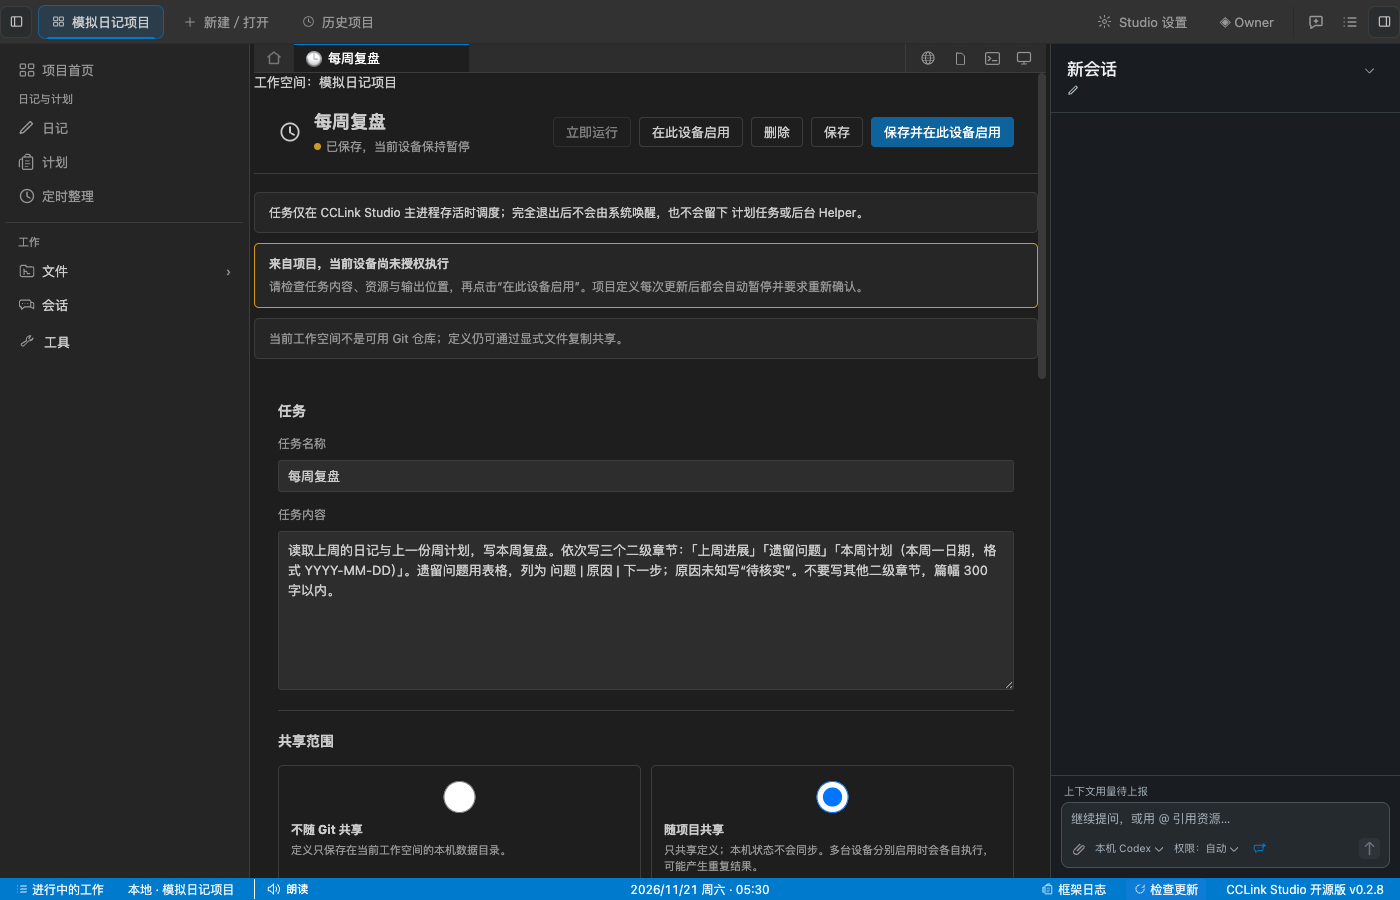 模拟日记项目
新建 / 打开
历史项目
Studio 设置
Owner
项目首页
日记与计划
日记
计划
定时整理
工作
文件
会话
工具
每周复盘
工作空间：模拟日记项目
每周复盘
已保存，当前设备保持暂停
立即运行
在此设备启用
删除
保存
保存并在此设备启用
任务仅在 CCLink Studio 主进程存活时调度；完全退出后不会由系统唤醒，也不会留下 计划任务或后台 Helper。
来自项目，当前设备尚未授权执行
请检查任务内容、资源与输出位置，再点击“在此设备启用”。项目定义每次更新后都会自动暂停并要求重新确认。
当前工作空间不是可用 Git 仓库；定义仍可通过显式文件复制共享。
任务
任务名称
每周复盘
任务内容
读取上周的日记与上一份周计划，写本周复盘。依次写三个二级章节：「上周进展」「遗留问题」「本周计划（本周一日期，格
式 YYYY-MM-DD）」。遗留问题用表格，列为 问题 | 原因 | 下一步；原因未知写“待核实”。不要写其他二级章节，篇幅 300
字以内。
共享范围
不随 Git 共享
定义只保存在当前工作空间的本机数据目录。
随项目共享
只共享定义；本机状态不会同步。多台设备分别启用时会各自执行，
可能产生重复结果。
新会话
上下文用量待上报
继续提问，或用 @ 引用资源...
本机 Codex
权限：自动
进行中的工作
本地 · 模拟日记项目
朗读
2026/11/21 周六 · 05:30
框架日志
检查更新
CCLink Studio 开源版 v0.2.8